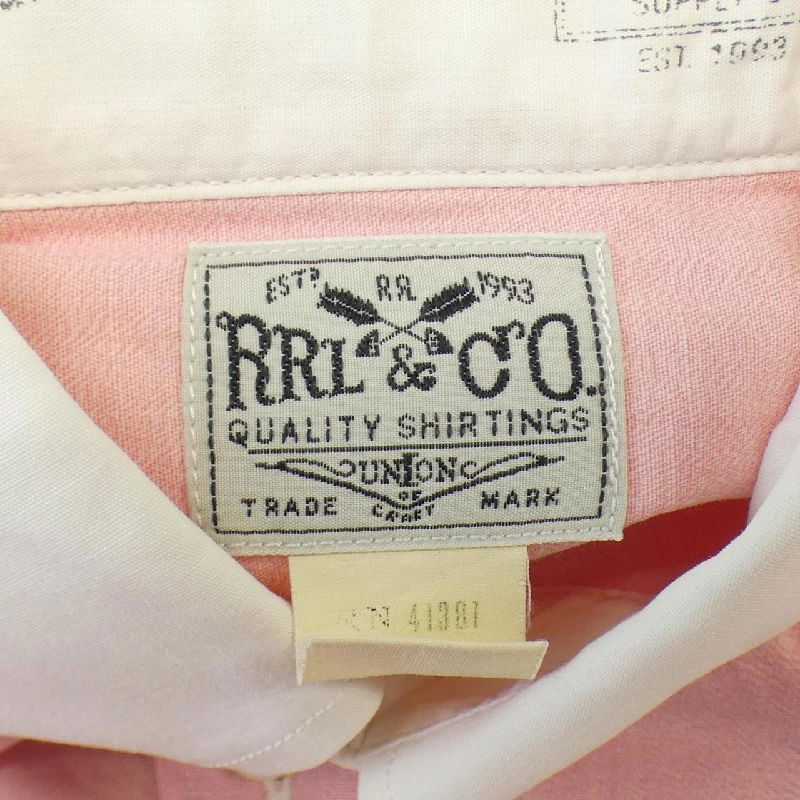 SUPPLY
EST. 1993
ESTD RRL 1993
RRL & CO.
QUALITY SHIRTINGS
UNION
OF
TRADE MARK
RN 41381